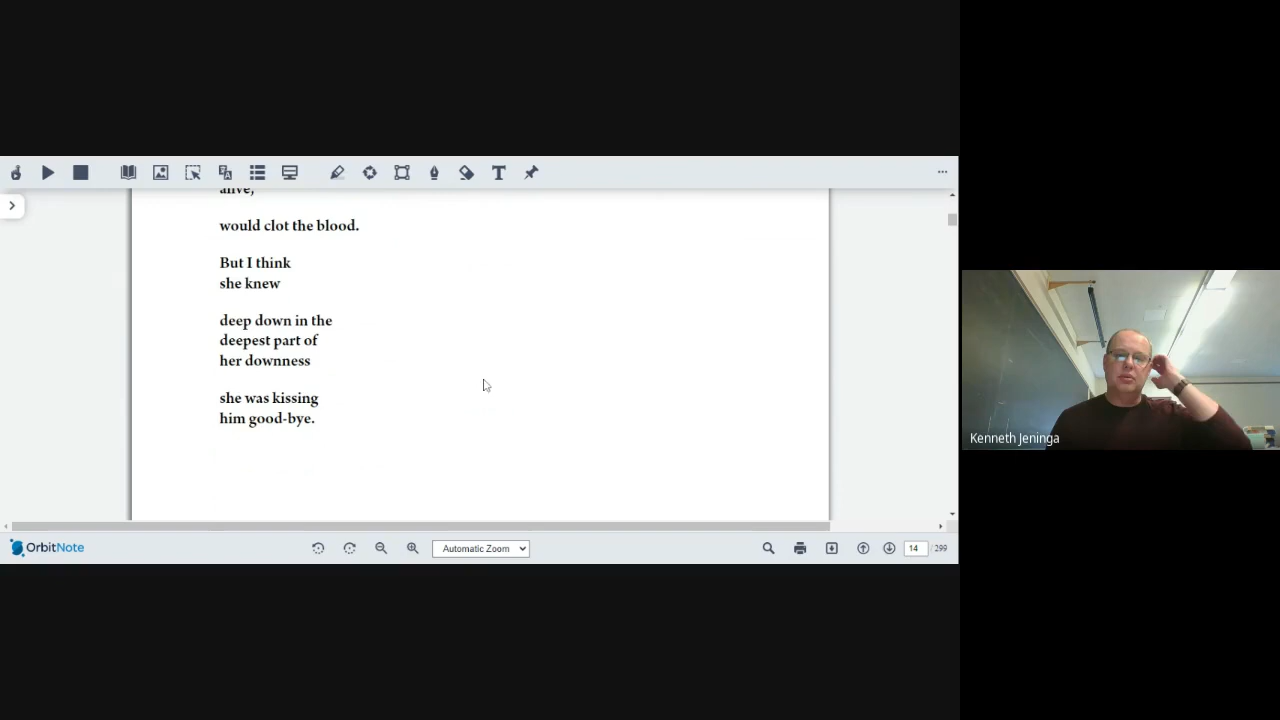 alive,
would clot the blood.
But I think
she knew
deep down in the
deepest part of
her downness
she was kissing
him good-bye.
Kenneth Jeninga
OrbitNote
Automatic Zoom
14 / 299